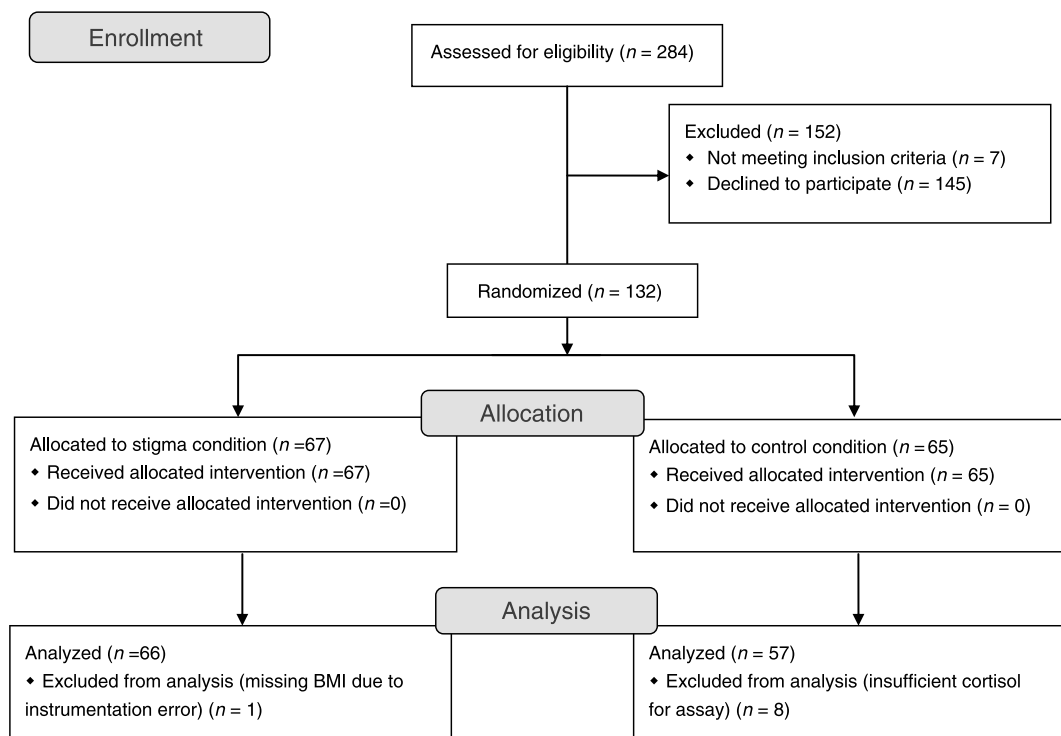 Enrollment
Assessed for eligibility (n = 284)
Excluded (n = 152)
⬥ Not meeting inclusion criteria (n = 7)
⬥ Declined to participate (n = 145)
Randomized (n = 132)
Allocation
Allocated to stigma condition (n =67)
⬥ Received allocated intervention (n =67)
⬥ Did not receive allocated intervention (n =0)
Allocated to control condition (n =65)
⬥ Received allocated intervention (n = 65)
⬥ Did not receive allocated intervention (n = 0)
Analysis
Analyzed (n =66)
⬥ Excluded from analysis (missing BMI due to
instrumentation error) (n = 1)
Analyzed (n = 57)
⬥ Excluded from analysis (insufficient cortisol
for assay) (n = 8)